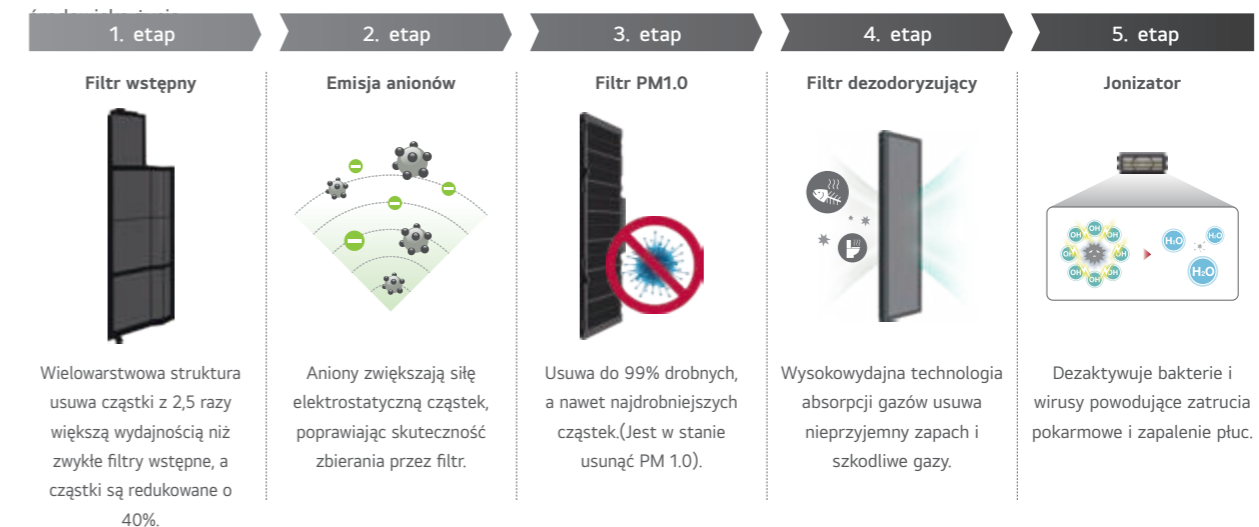 1. etap
2. etap
3. etap
4. etap
5. etap
Filtr wstępny
Emisja anionów
Filtr PM1.0
Filtr dezodoryzujący
Jonizator
OH
OH
OH
OH
OH
OH
OH
OH
H₂O
H₂O
H₂O
Wielowarstwowa struktura
usuwa cząstki z 2,5 razy
większą wydajnością niż
zwykłe filtry wstępne, a
cząstki są redukowane o
40%.
Aniony zwiększają siłę
elektrostatyczną cząstek,
poprawiając skuteczność
zbierania przez filtr.
Usuwa do 99% drobnych,
a nawet najdrobniejszych
cząstek.(Jest w stanie
usunąć PM 1.0).
Wysokowydajna technologia
absorpcji gazów usuwa
nieprzyjemny zapach i
szkodliwe gazy.
Dezaktywuje bakterie i
wirusy powodujące zatrucia
pokarmowe i zapalenie płuc.